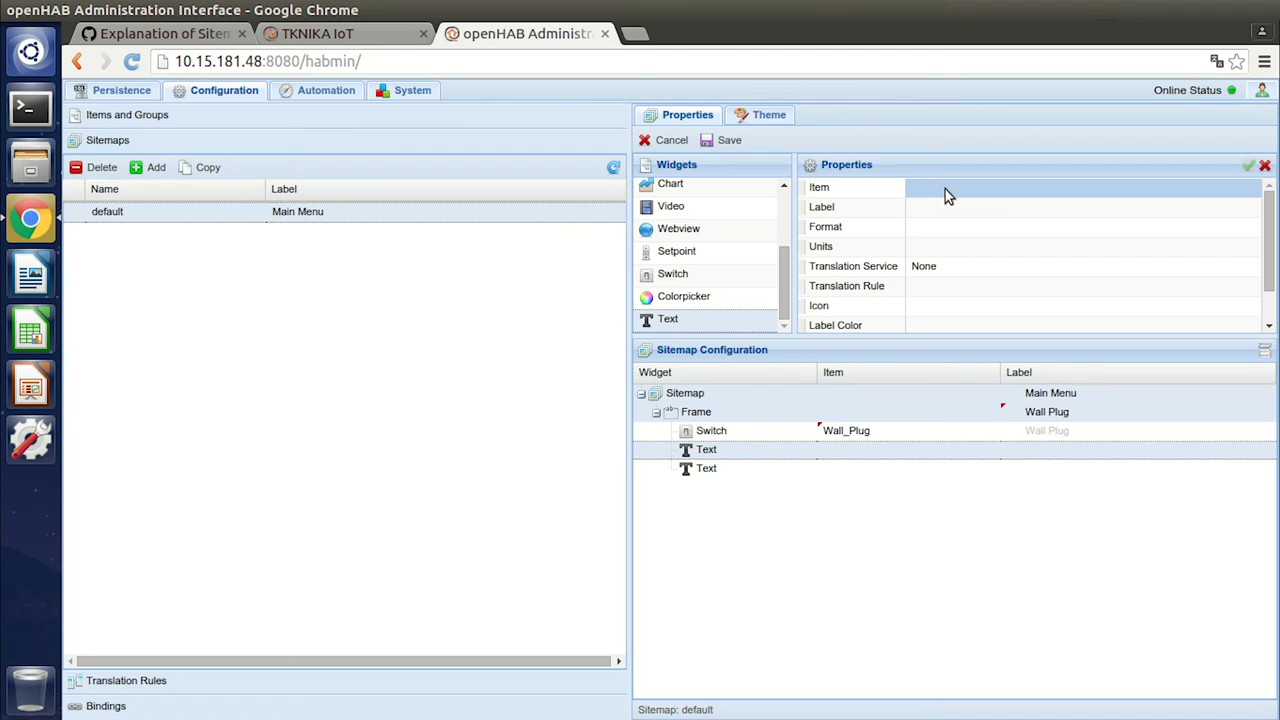 openHAB Administration Interface - Google Chrome
Explanation of Sitem
TKNIKA IoT
openHAB Administra
10.15.181.48:8080/habmin/
Persistence
Configuration
Automation
System
Online Status
Items and Groups
Properties
Theme
Sitemaps
Cancel
Save
Delete
Add
Copy
Widgets
Properties
Name
Label
default
Main Menu
Chart
Video
Webview
Setpoint
Switch
Colorpicker
Text
Item
Label
Format
Units
Translation Service
None
Translation Rule
Icon
Label Color
Sitemap Configuration
Widget
Item
Label
Sitemap
Main Menu
Frame
Wall Plug
Switch
Wall_Plug
Wall Plug
Text
Text
Translation Rules
Bindings
Sitemap: default